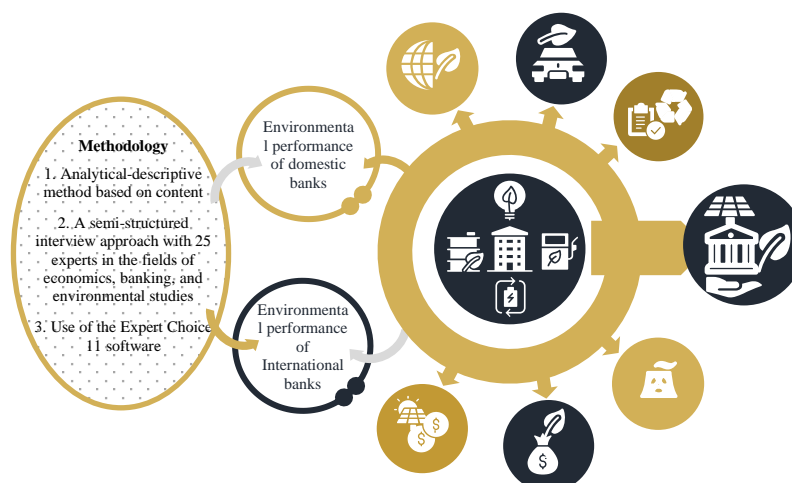 Methodology
1. Analytical-descriptive
method based on content
2. A semi-structured
interview approach with 25
experts in the fields of
economics, banking, and
environmental studies
3. Use of the Expert Choice
11 software
Environmenta
l performance
of domestic
banks
Environmenta
l performance
of
International
banks
$
$
$